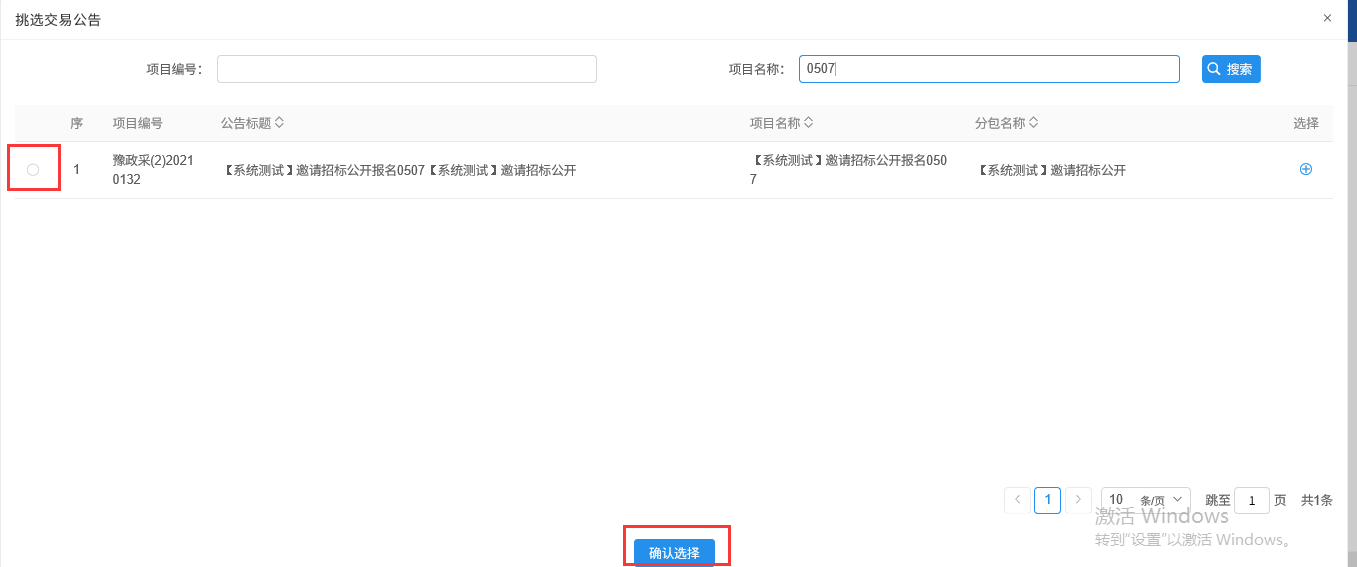 挑选交易公告
×
项目编号： 项目名称： 0507 搜索
序 项目编号 公告标题 项目名称 分包名称 选择
1 豫政采(2)20210132 【系统测试】邀请招标公开报名0507【系统测试】邀请招标公开 【系统测试】邀请招标公开报名0507 【系统测试】邀请招标公开
1 10 条/页 跳至 1 页 共1条
激活 Windows
转到"设置"以激活 Windows。
确认选择